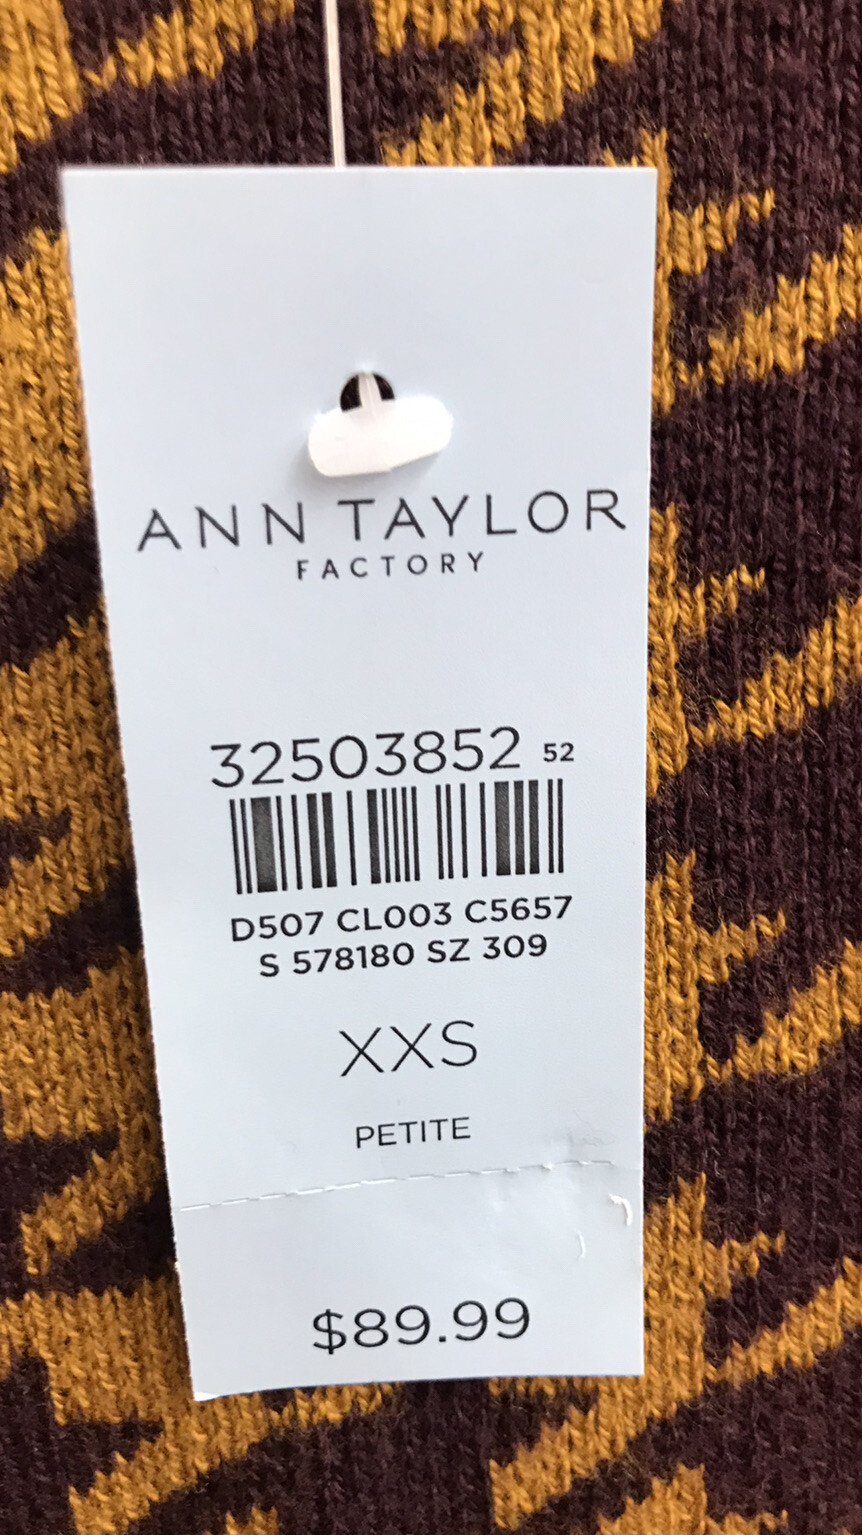 ANN TAYLOR
FACTORY
32503852 52
D507 CL003 C5657
S 578180 SZ 309
XXS
PETITE
$89.99